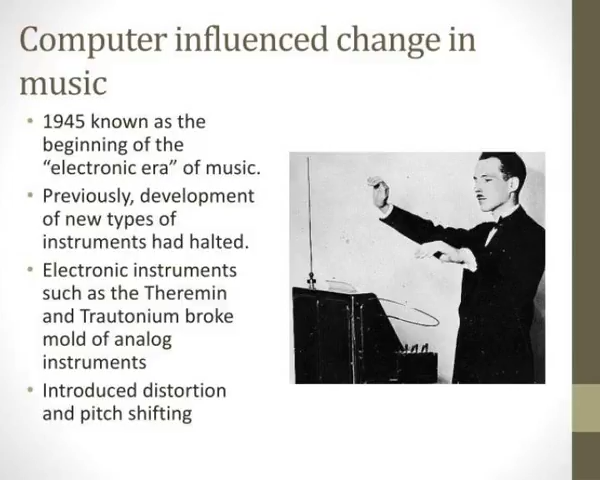 Computer influenced change in
music
• 1945 known as the
beginning of the
“electronic era” of music.
• Previously, development
of new types of
instruments had halted.
• Electronic instruments
such as the Theremin
and Trautonium broke
mold of analog
instruments
• Introduced distortion
and pitch shifting